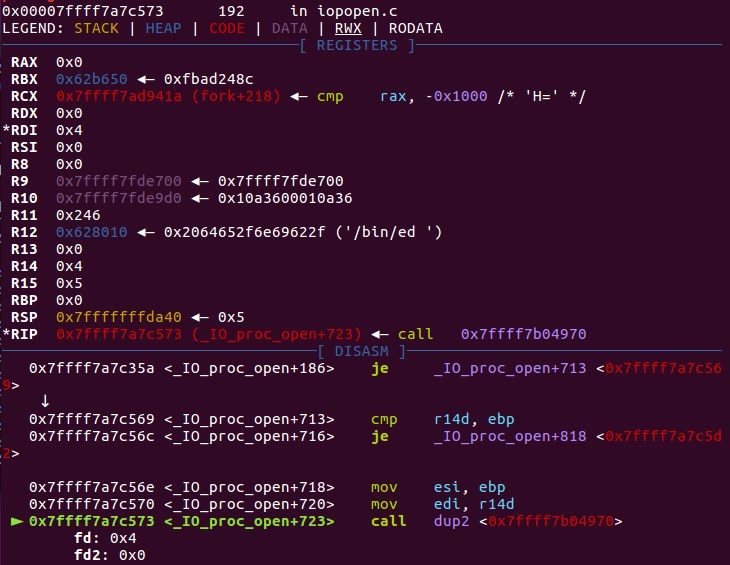 0x00007ffff7a7c573      192     in iopopen.c
LEGEND: STACK | HEAP | CODE | DATA | RWX | RODATA
[ REGISTERS ]
RAX  0x0
RBX  0x62b650 ◂— 0xfbad248c
RCX  0x7ffff7ad941a (fork+218) ◂— cmp    rax, -0x1000 /* 'H=' */
RDX  0x0
*RDI  0x4
RSI  0x0
R8   0x0
R9   0x7ffff7fde700 ◂— 0x7ffff7fde700
R10  0x7ffff7fde9d0 ◂— 0x10a3600010a36
R11  0x246
R12  0x628010 ◂— 0x2064652f6e69622f ('/bin/ed ')
R13  0x0
R14  0x4
R15  0x5
RBP  0x0
RSP  0x7fffffffda40 ◂— 0x5
*RIP  0x7ffff7a7c573 (_IO_proc_open+723) ◂— call   0x7ffff7b04970
[ DISASM ]
0x7ffff7a7c35a <_IO_proc_open+186>    je     _IO_proc_open+713 <0x7ffff7a7c56
9>
↓
0x7ffff7a7c569 <_IO_proc_open+713>    cmp    r14d, ebp
0x7ffff7a7c56c <_IO_proc_open+716>    je     _IO_proc_open+818 <0x7ffff7a7c5d
2>
0x7ffff7a7c56e <_IO_proc_open+718>    mov    esi, ebp
0x7ffff7a7c570 <_IO_proc_open+720>    mov    edi, r14d
► 0x7ffff7a7c573 <_IO_proc_open+723>    call   dup2 <0x7ffff7b04970>
fd: 0x4
fd2: 0x0